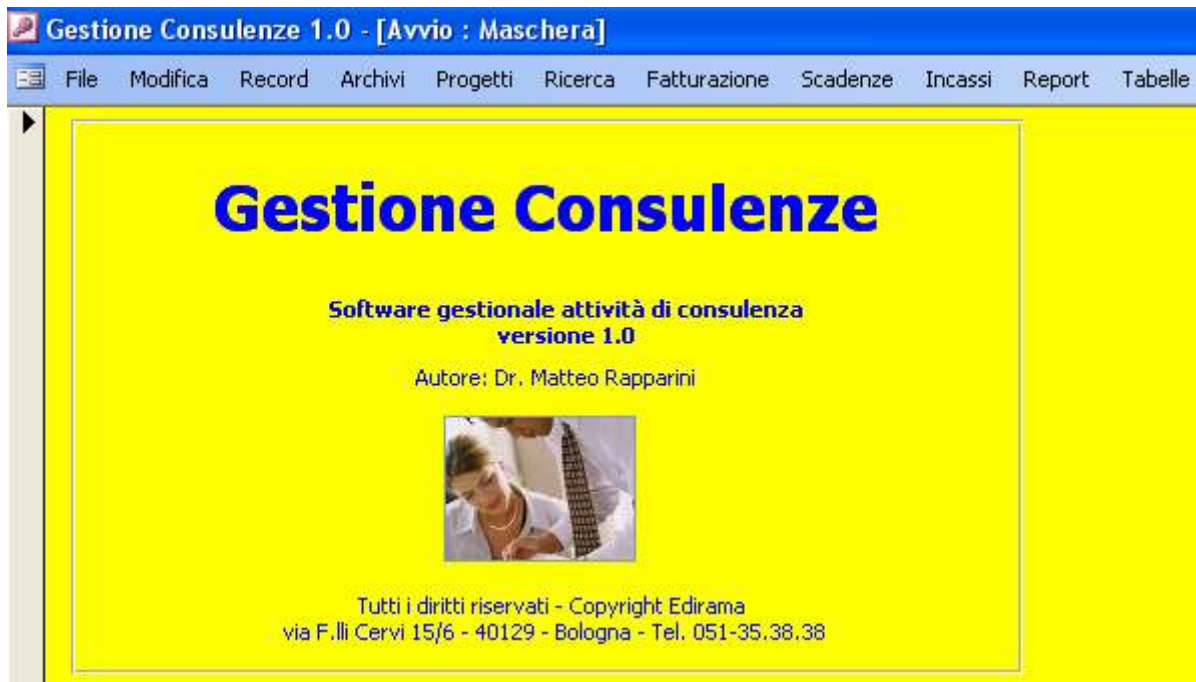 Gestione Consulenze 1.0 - [Avvio : Maschera]
File Modifica Record Archivi Progetti Ricerca Fatturazione Scadenze Incassi Report Tabelle
Gestione Consulenze
Software gestionale attività di consulenza
versione 1.0
Autore: Dr. Matteo Rapparini
Tutti i diritti riservati - Copyright Edirama
via F.lli Cervi 15/6 - 40129 - Bologna - Tel. 051-35.38.38